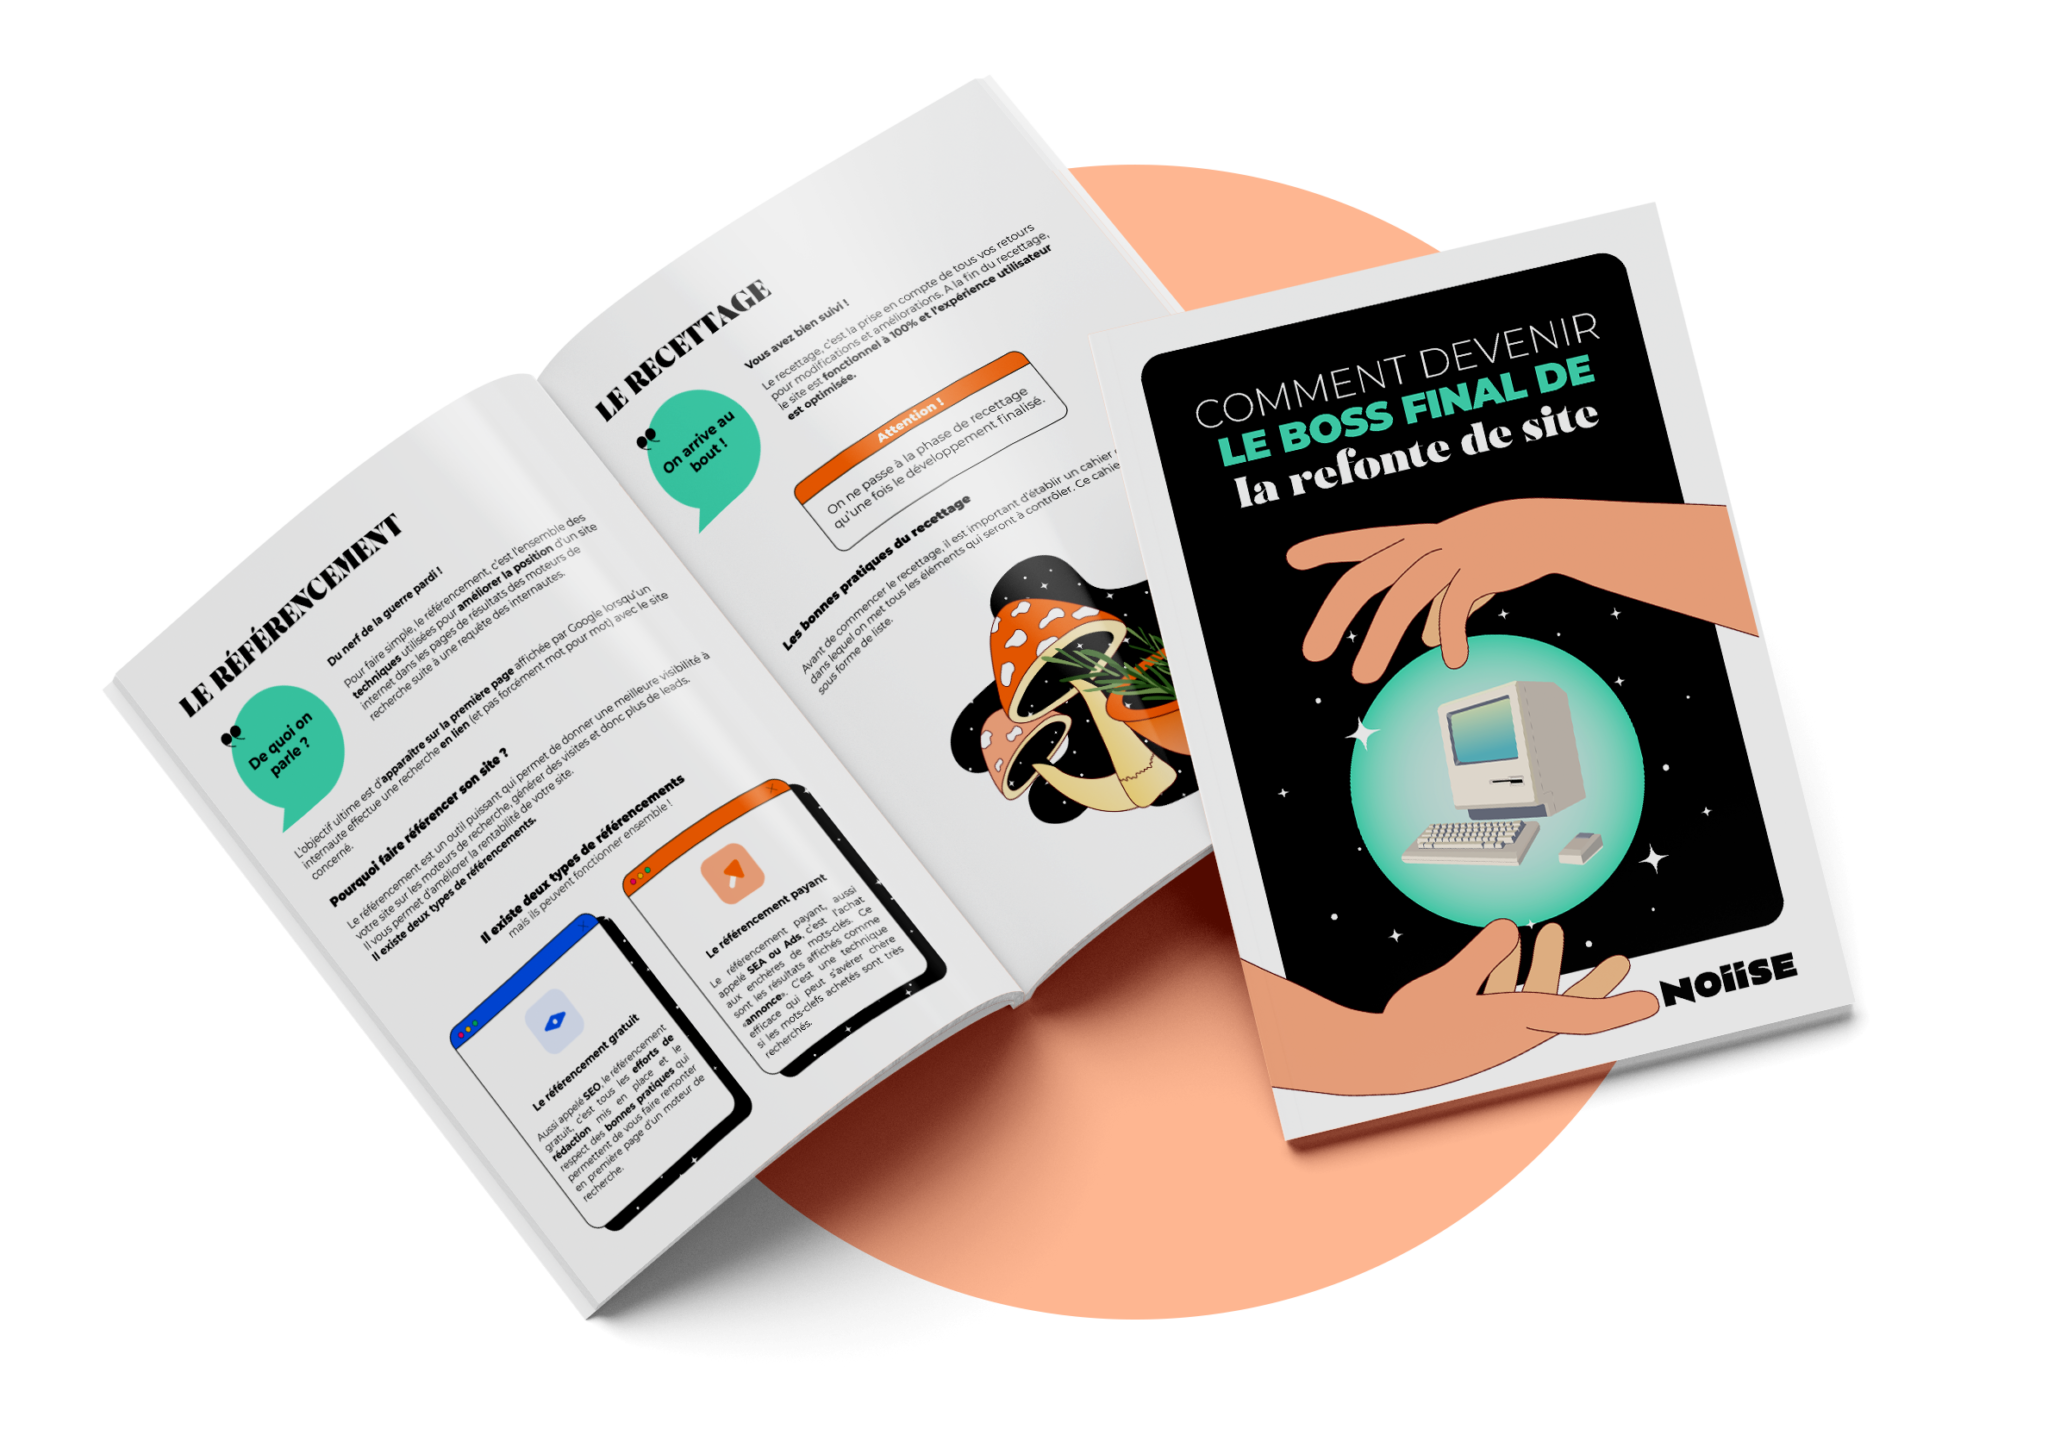 LE RÉFÉRENCEMENT
De quoi on
parle ?
Du nerf de la guerre pardi !
Pour faire simple, le référencement, c'est l'ensemble des
techniques utilisées pour améliorer la position d'un site
internet dans les pages de résultats des moteurs de
recherche suite à une requête des internautes.
L'objectif ultime est d'apparaître sur la première page affichée par Google lorsqu'un
internaute effectue une recherche en lien (et pas forcément mot pour mot) avec le site
concerné.
Pourquoi faire référencer son site ?
Le référencement est un outil puissant qui permet de donner une meilleure visibilité à
votre site sur les moteurs de recherche, générer des visites et donc plus de leads.
Il vous permet d'améliorer la rentabilité de votre site.
Il existe deux types de référencements.
Il existe deux types de référencements
mais ils peuvent fonctionner ensemble !
Le référencement gratuit
Aussi appelé SEO, le référencement
gratuit, c'est tous les efforts de
rédaction mis en place et le
respect des bonnes pratiques qui
permettent de vous faire remonter
en première page d'un moteur de
recherche.
Le référencement payant
Le référencement payant, aussi
appelé SEA ou Ads, c'est l'achat
aux enchères de mots-clés. Ce
sont les résultats affichés comme
«annonce». C'est une technique
efficace qui peut s'avérer chère
si les mots-clefs achetés sont très
recherchés.
LE RECETTAGE
On arrive au
bout !
Vous avez bien suivi !
Le recettage, c'est la prise en compte de tous vos retours
pour modifications et améliorations. A la fin du recettage,
le site est fonctionnel à 100% et l'expérience utilisateur
est optimisée.
Attention !
On ne passe à la phase de recettage
qu'une fois le développement finalisé.
Les bonnes pratiques du recettage
Avant de commencer le recettage, il est important d'établir un cahier
dans lequel on met tous les éléments qui seront à contrôler. Ce cahier
sous forme de liste.
COMMENT DEVENIR
LE BOSS FINAL DE
la refonte de site
NOIISE